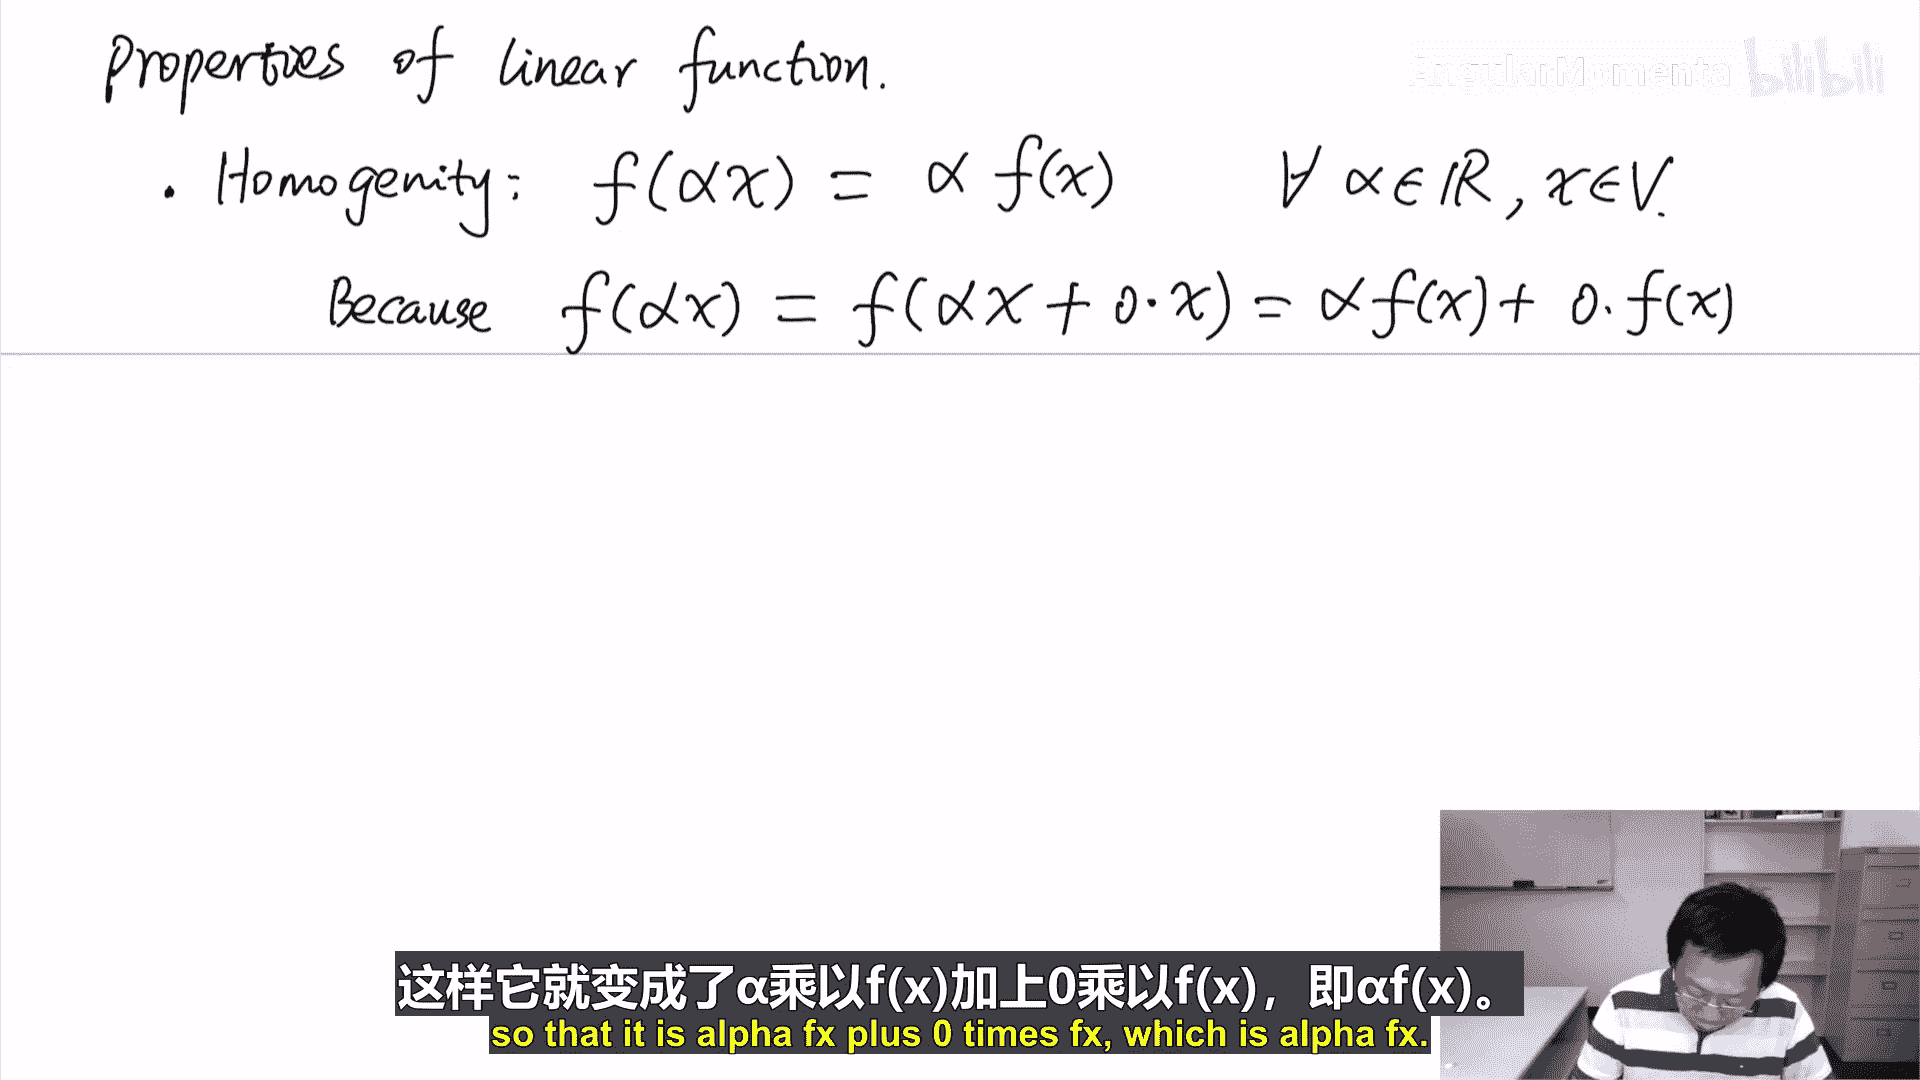 Properties of linear function.
AngularMomenta bilibili
· Homogenity: f(αx) = α f(x) ∀ α∈ℝ, x∈V.
Because f(αx) = f(αx + 0·x) = αf(x) + 0·f(x)
这样它就变成了α乘以f(x)加上0乘以f(x)，即αf(x)。
so that it is alpha fx plus 0 times fx, which is alpha fx.